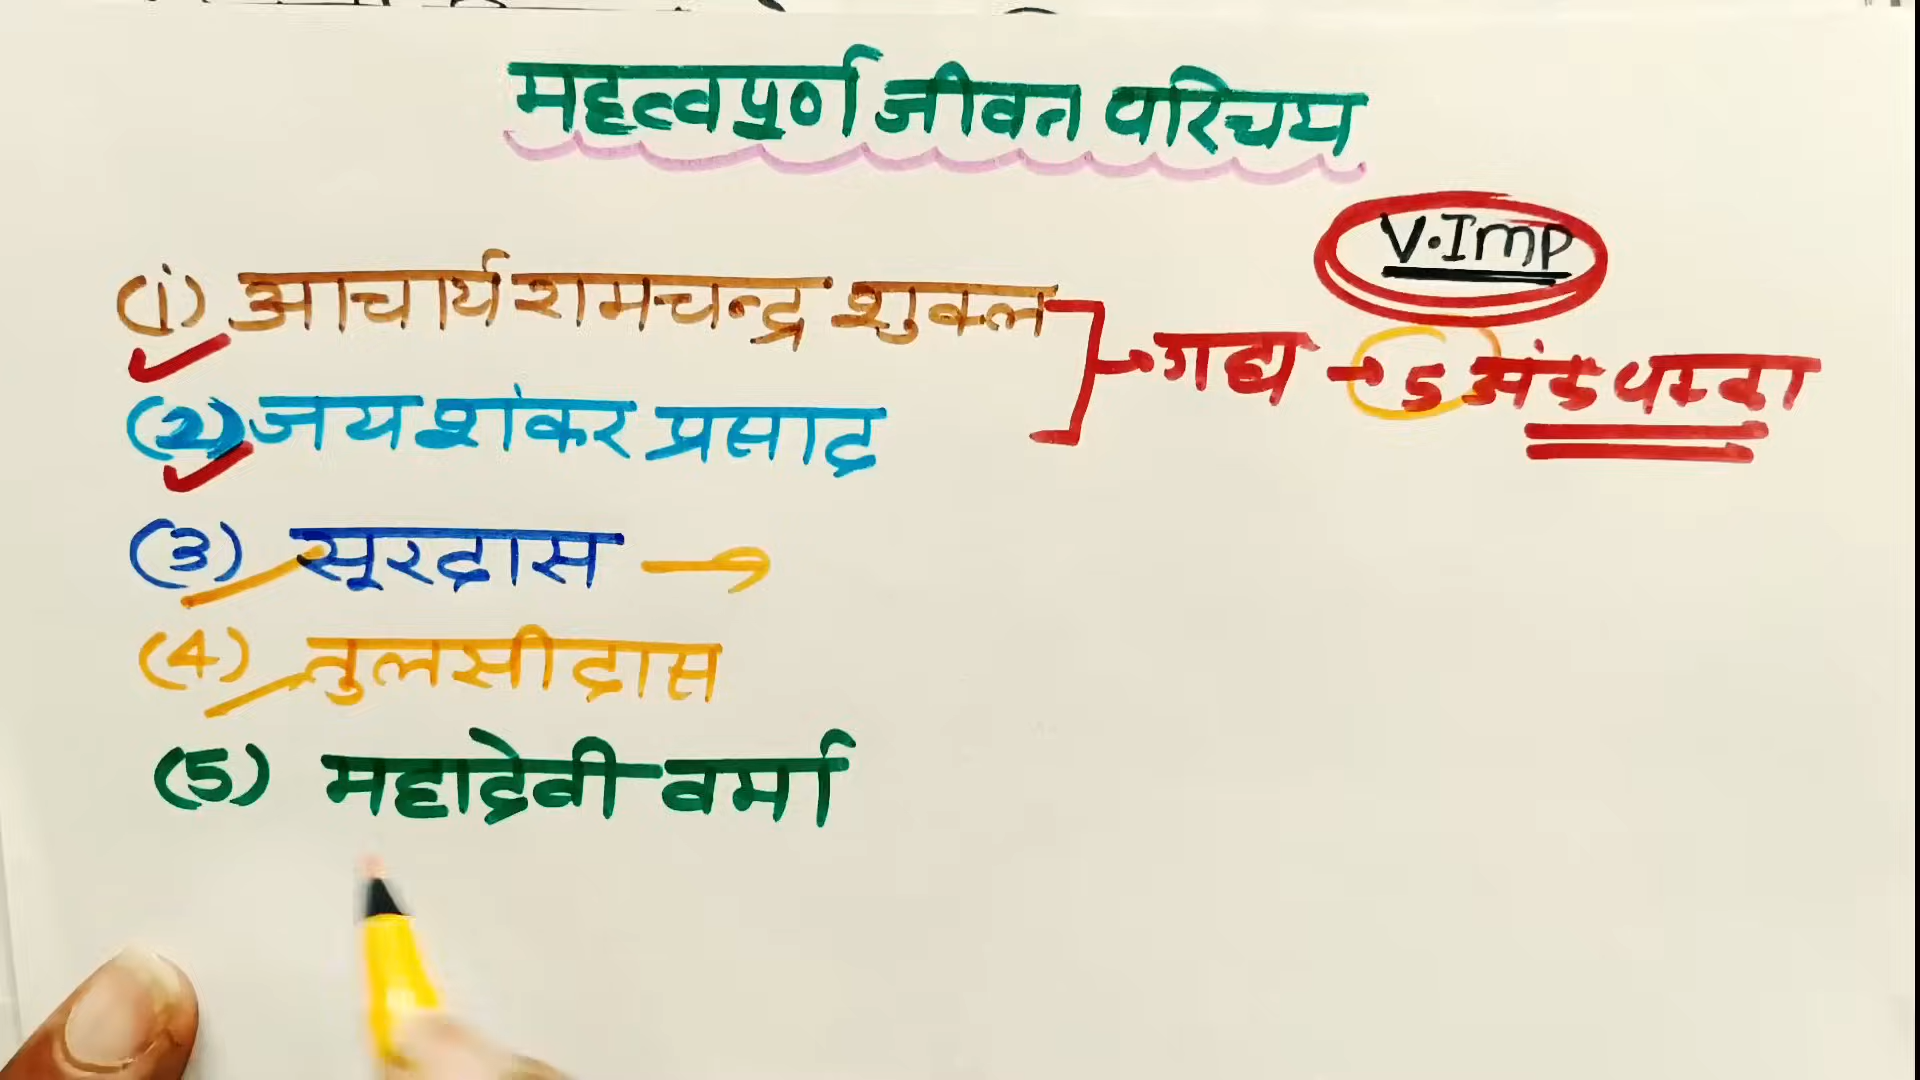 महत्वपूर्ण जीवन परिचय
V.Imp
(1) आचार्य रामचन्द्र शुक्ल
गद्य → 5 अंक पक्का
(2) जय शंकर प्रसाद
(3) सूरदास →
(4) तुलसीदास
(5) महादेवी वर्मा